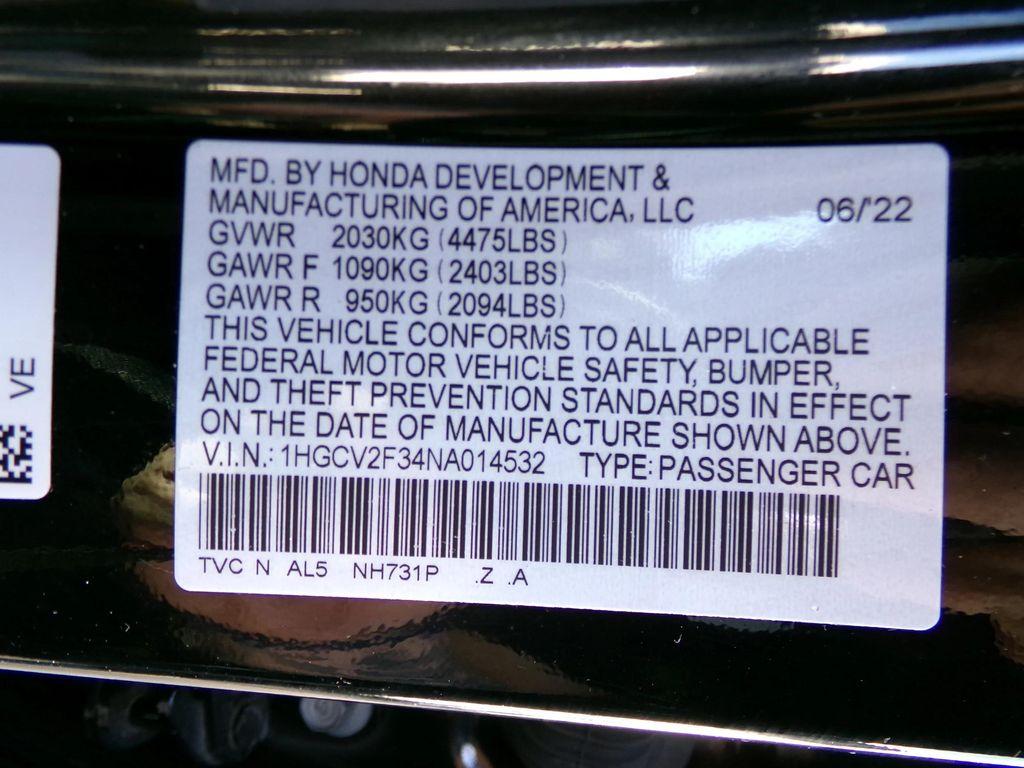 MFD. BY HONDA DEVELOPMENT &
MANUFACTURING OF AMERICA, LLC 06/'22
GVWR 2030KG (4475LBS)
GAWR F 1090KG (2403LBS)
GAWR R 950KG (2094LBS)
THIS VEHICLE CONFORMS TO ALL APPLICABLE
FEDERAL MOTOR VEHICLE SAFETY, BUMPER,
AND THEFT PREVENTION STANDARDS IN EFFECT
ON THE DATE OF MANUFACTURE SHOWN ABOVE.
V.I.N.: 1HGCV2F34NA014532 TYPE: PASSENGER CAR
TVC N AL5 NH731P .Z .A
VE